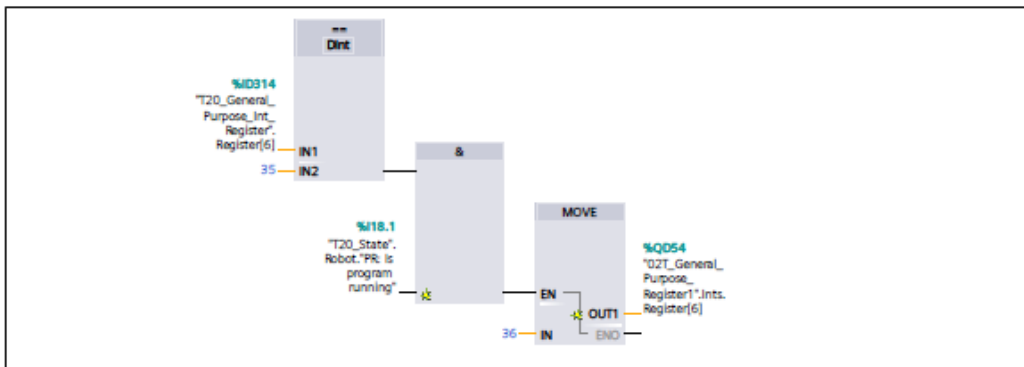 ==
DInt
%ID314
"T20_General_
Purpose_Int_
Register".
Register[6]
IN1
35
IN2
&
%I18.1
"T20_State".
Robot."PR: Is
program
running"
MOVE
EN
%QD54
"02T_General_
Purpose_
Register1".Ints.
Register[6]
OUT1
36
IN
ENO